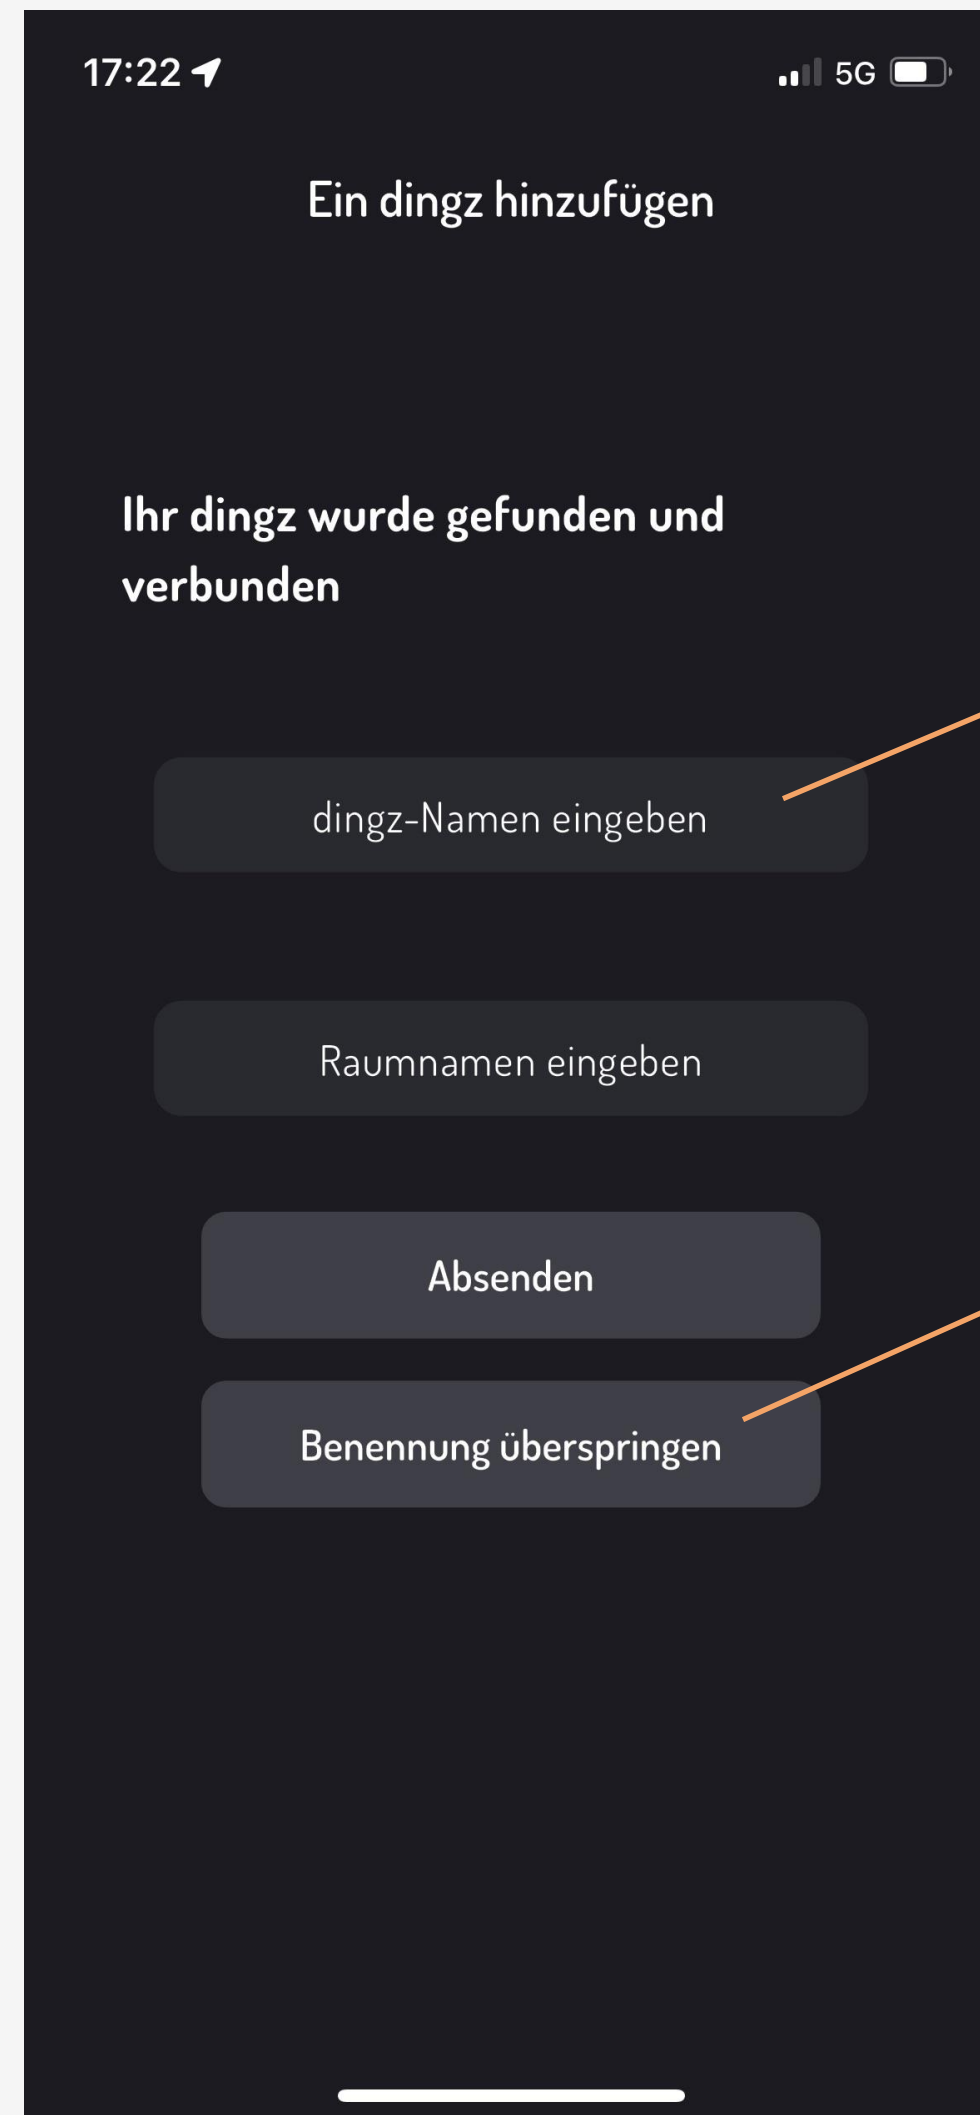 17:22
5G
Ein dingz hinzufügen
Ihr dingz wurde gefunden und
verbunden
dingz-Namen eingeben
Raumnamen eingeben
Absenden
Benennung überspringen